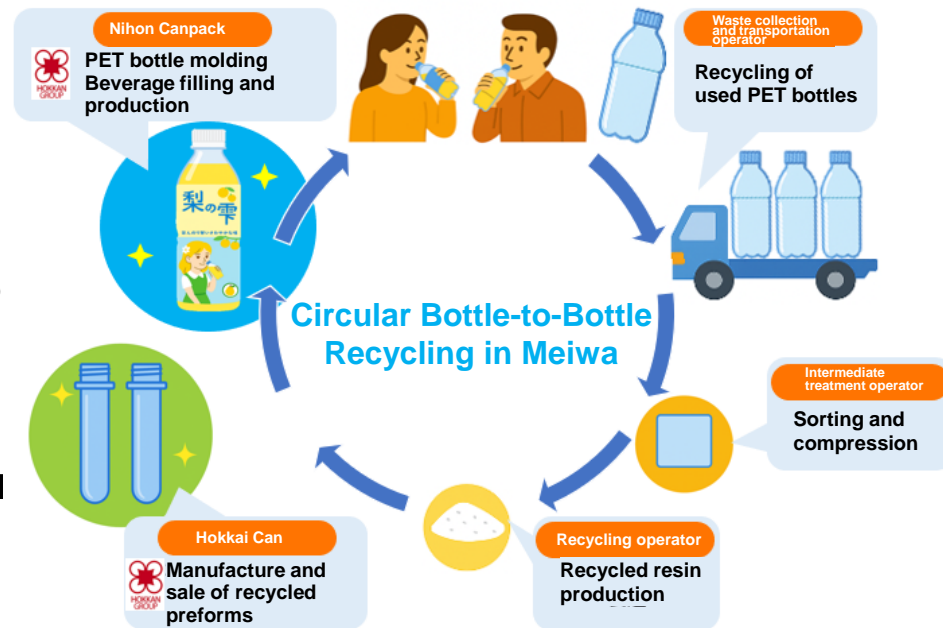 Nihon Canpack
HOKKAN
GROUP
PET bottle molding
Beverage filling and
production
Waste collection
and transportation
operator
Recycling of
used PET bottles
梨の雫
Circular Bottle-to-Bottle
Recycling in Meiwa
Intermediate
treatment operator
Sorting and
compression
Recycling operator
Recycled resin
production
Hokkai Can
HOKKAN
GROUP
Manufacture and
sale of recycled
preforms